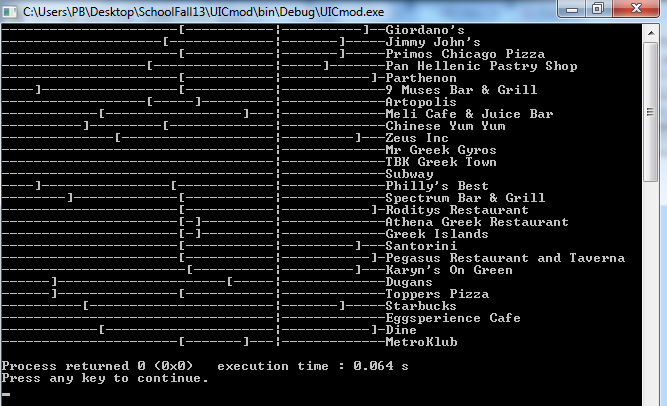 C:\Users\PB\Desktop\SchoolFall13\UICmod\bin\Debug\UICmod.exe
----------------------[-----------¦----------]--Giordano's
--------------------[-------------¦-------]-----Jimmy John's
----------------------[-----------¦-------]-----Primos Chicago Pizza
------------------[---------------¦-----]-------Pan Hellenic Pastry Shop
----------------------[-----------¦-----------]-Parthenon
----]-----------------[-----------¦-------------9 Muses Bar & Grill
------------------[-----]---------¦-------------Artopolis
------------[-----------------]---¦-------------Meli Cafe & Juice Bar
----------]---------[-------------¦-------------Chinese Yum Yum
--------------[-------------------¦---------]---Zeus Inc
----------------------------------¦-------------Mr Greek Gyros
----------------------------------¦-------------TBK Greek Town
----------------------------------¦-------------Subway
----]----------------[------------¦-------------Philly's Best
--------]-------------[-----------¦-------------Spectrum Bar & Grill
----------------------[-----------¦-----------]-Roditys Restaurant
----------------------[-]---------¦-------------Athena Greek Restaurant
----------------------[-]---------¦-------------Greek Islands
----------------------[-----------¦---------]---Santorini
----------------------[-----------¦-----------]-Pegasus Restaurant and Taverna
-----------------------[----------¦---------]---Karyn's On Green
------]---------------------[-----¦-------------Dugans
------]---------------[-----------¦-------------Toppers Pizza
----------[-----------------------¦-------]-----Starbucks
----------------------------------¦-------------Eggsperience Cafe
------------[---------------------¦-----------]-Dine
----------------------[-------]---¦-------------MetroKlub
Process returned 0 (0x0)   execution time : 0.064 s
Press any key to continue.